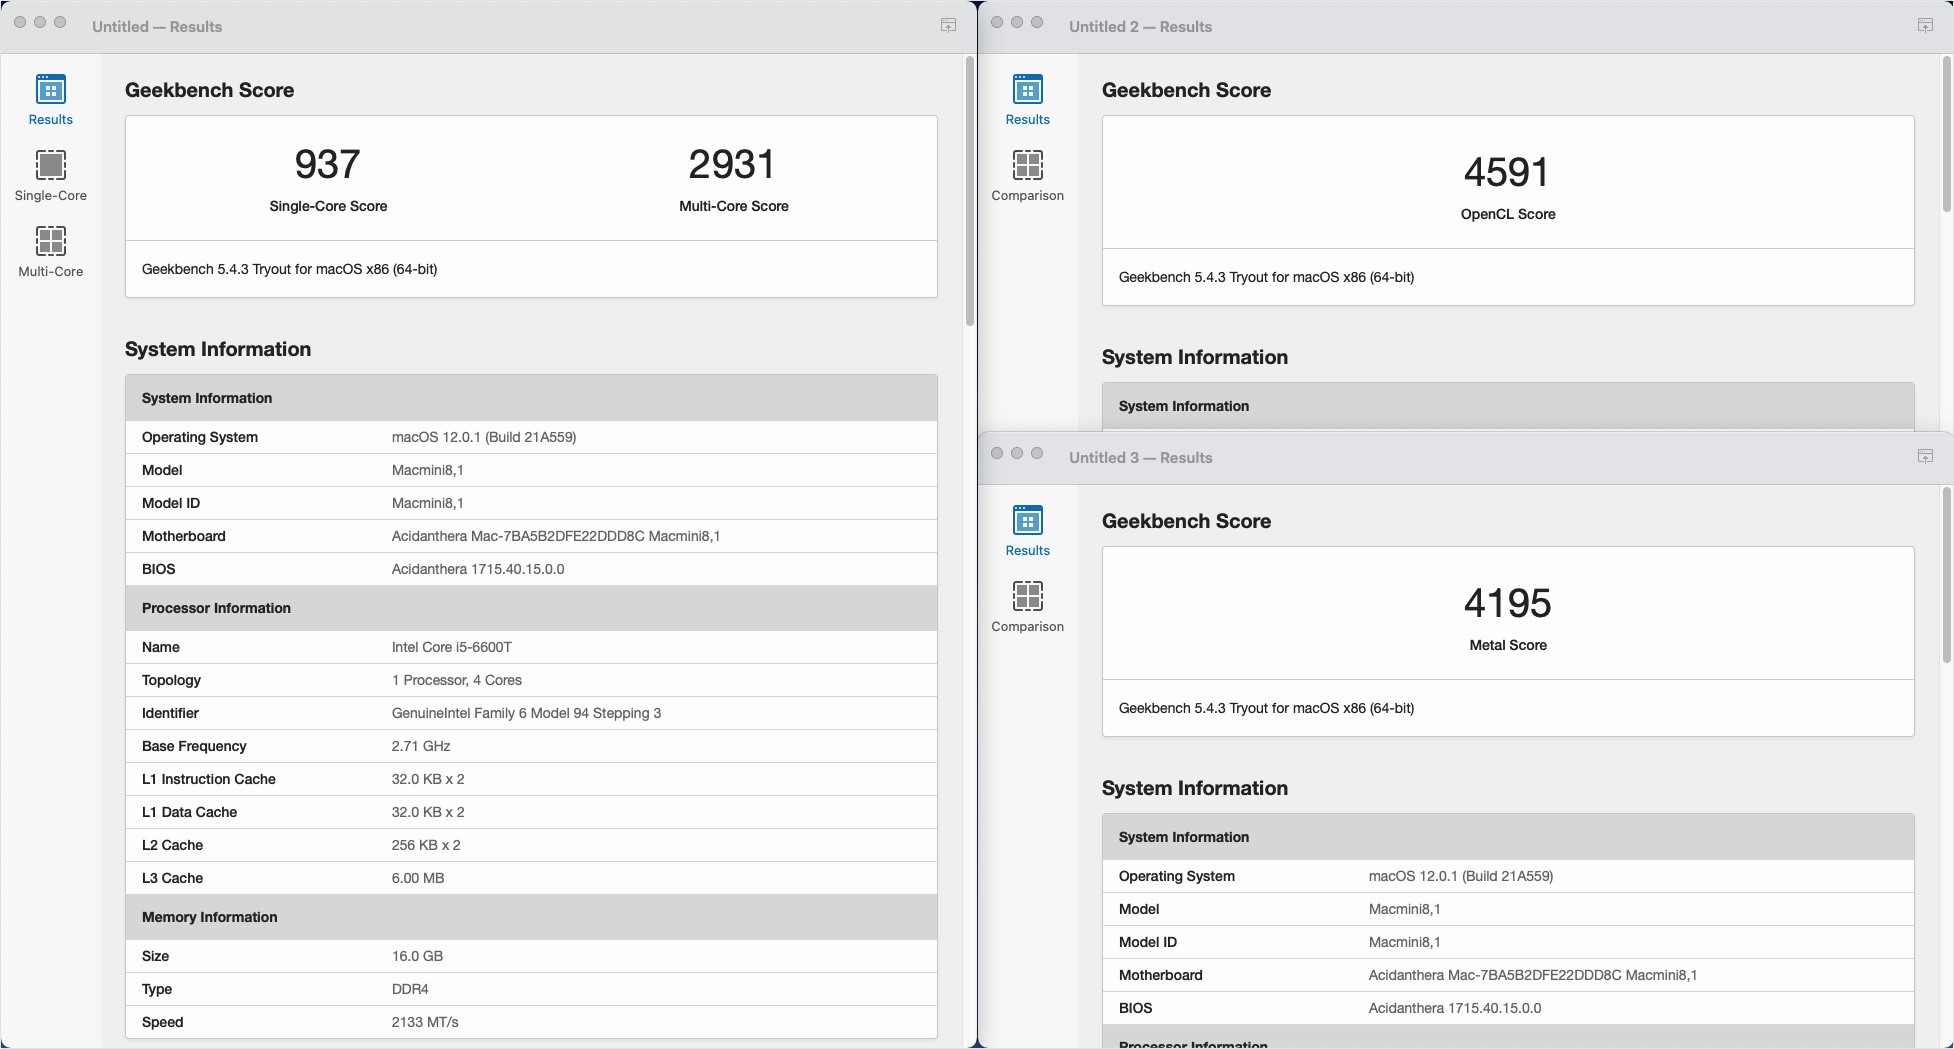 Untitled — Results
Results
Single-Core
Multi-Core
Geekbench Score
937
Single-Core Score
2931
Multi-Core Score
Geekbench 5.4.3 Tryout for macOS x86 (64-bit)
System Information
System Information
Operating System macOS 12.0.1 (Build 21A559)
Model Macmini8,1
Model ID Macmini8,1
Motherboard Acidanthera Mac-7BA5B2DFE22DDD8C Macmini8,1
BIOS Acidanthera 1715.40.15.0.0
Processor Information
Name Intel Core i5-6600T
Topology 1 Processor, 4 Cores
Identifier GenuineIntel Family 6 Model 94 Stepping 3
Base Frequency 2.71 GHz
L1 Instruction Cache 32.0 KB x 2
L1 Data Cache 32.0 KB x 2
L2 Cache 256 KB x 2
L3 Cache 6.00 MB
Memory Information
Size 16.0 GB
Type DDR4
Speed 2133 MT/s
Untitled 2 — Results
Results
Comparison
Geekbench Score
4591
OpenCL Score
Geekbench 5.4.3 Tryout for macOS x86 (64-bit)
System Information
System Information
Untitled 3 — Results
Results
Comparison
Geekbench Score
4195
Metal Score
Geekbench 5.4.3 Tryout for macOS x86 (64-bit)
System Information
System Information
Operating System macOS 12.0.1 (Build 21A559)
Model Macmini8,1
Model ID Macmini8,1
Motherboard Acidanthera Mac-7BA5B2DFE22DDD8C Macmini8,1
BIOS Acidanthera 1715.40.15.0.0
Processor Information